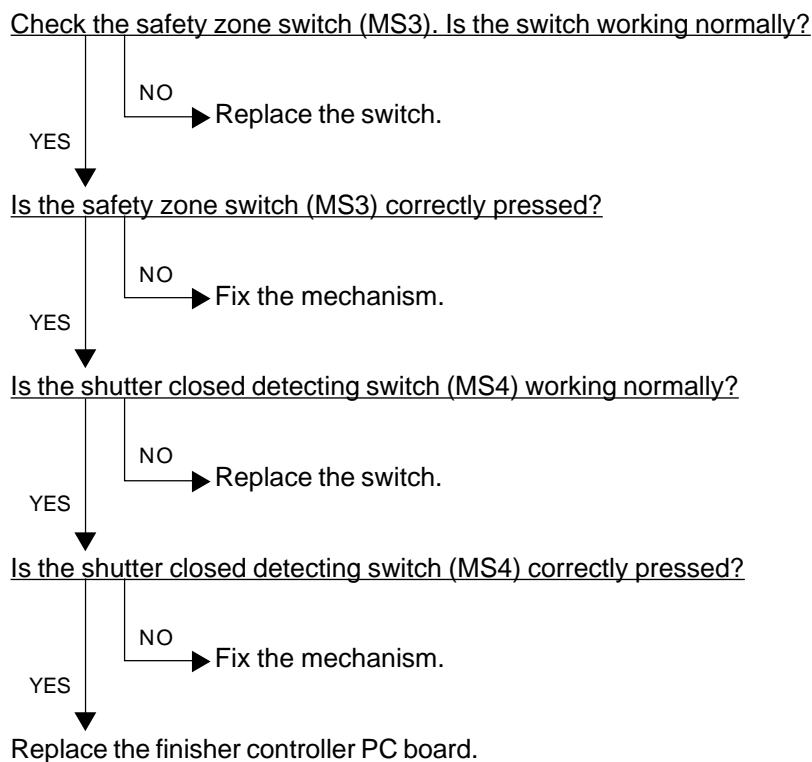 Check the safety zone switch (MS3). Is the switch working normally?
NO
Replace the switch.
YES
Is the safety zone switch (MS3) correctly pressed?
NO
Fix the mechanism.
YES
Is the shutter closed detecting switch (MS4) working normally?
NO
Replace the switch.
YES
Is the shutter closed detecting switch (MS4) correctly pressed?
NO
Fix the mechanism.
YES
Replace the finisher controller PC board.